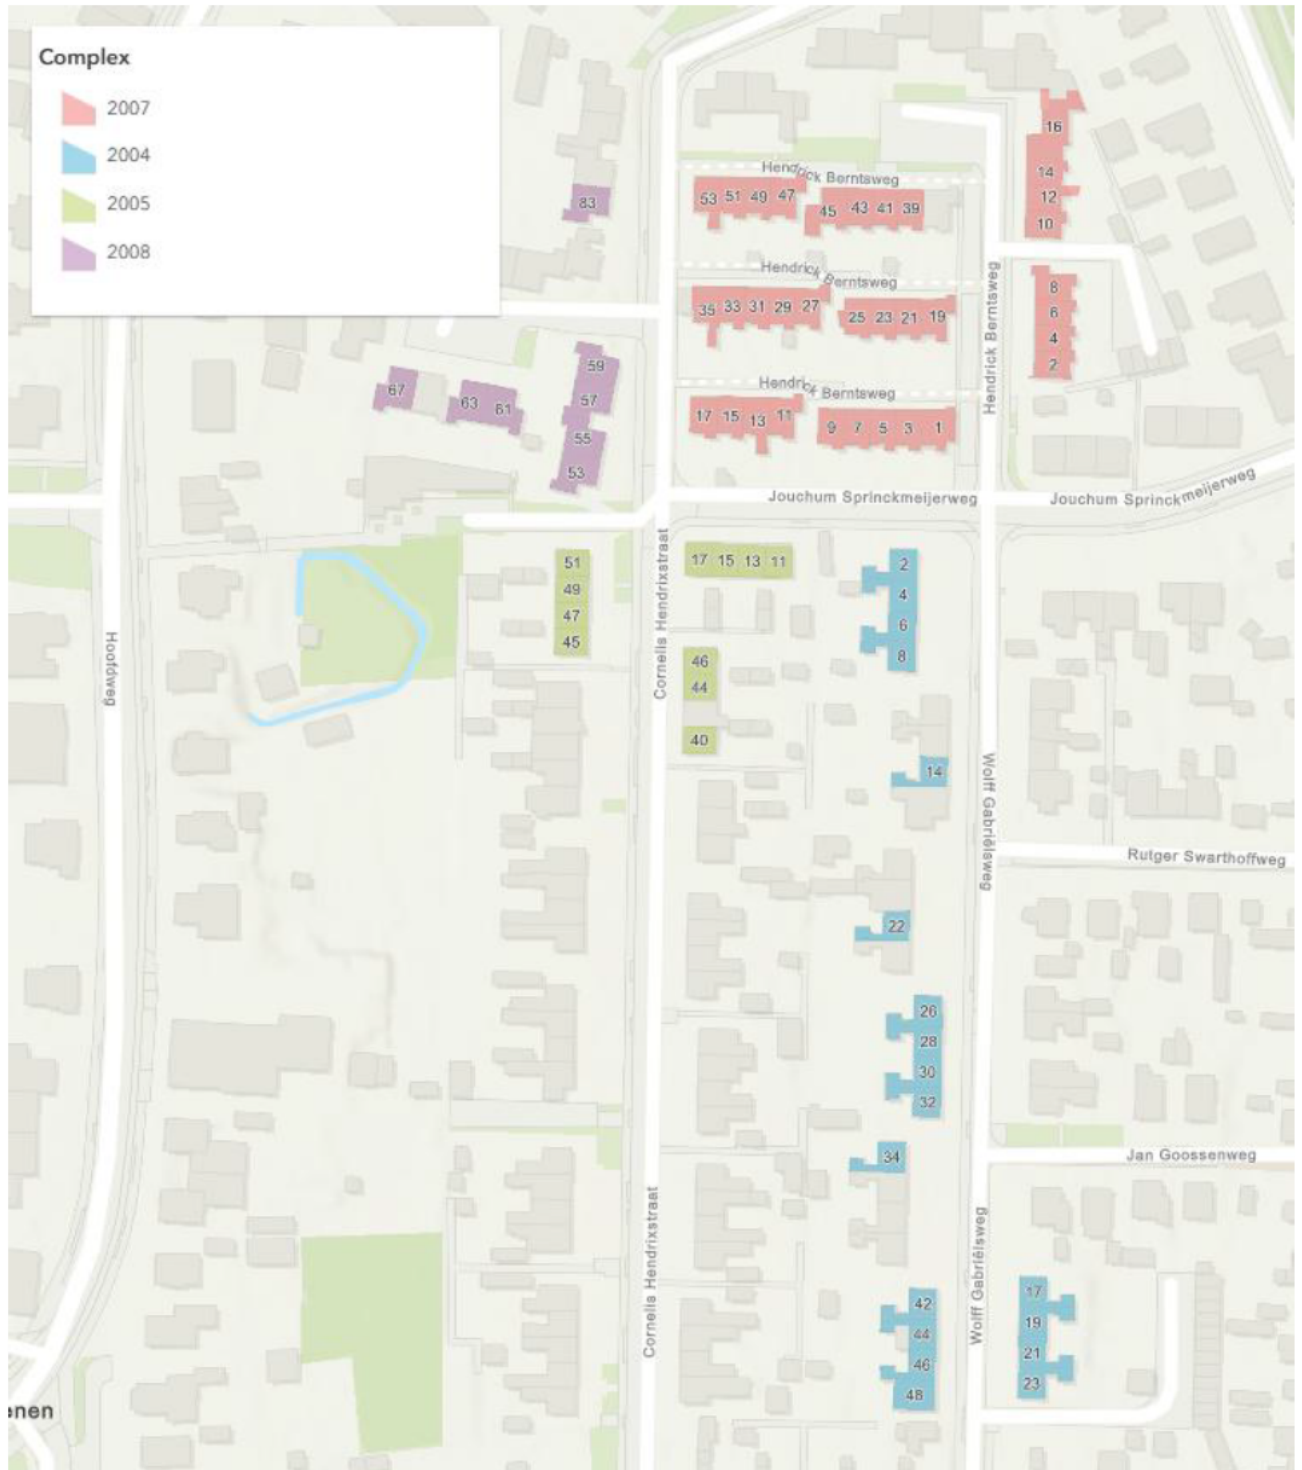 Complex
2007
2004
2005
2008
16
14
12
10
Hendrick Berntsweg
53 51 49 47
45 43 41 39
83
Hendrick Berntsweg
35 33 31 29 27
25 23 21 19
8
6
4
2
Hendrick Berntsweg
Hendrick Berntsweg
17 15 13 11
9 7 5 3 1
59
57
55
53
67
63 61
Jouchum Sprinckmeijerweg
Jouchum Sprinckmeijerweg
51
49
47
45
17 15 13 11
2
4
6
8
Cornelis Hendrixstraat
Hoofdweg
46
44
40
14
Wolff Gabriëlsweg
Rutger Swarthoffweg
22
26
28
30
32
34
Jan Goossenweg
Cornelis Hendrixstraat
Wolff Gabriëlsweg
42
44
46
48
17
19
21
23
enen